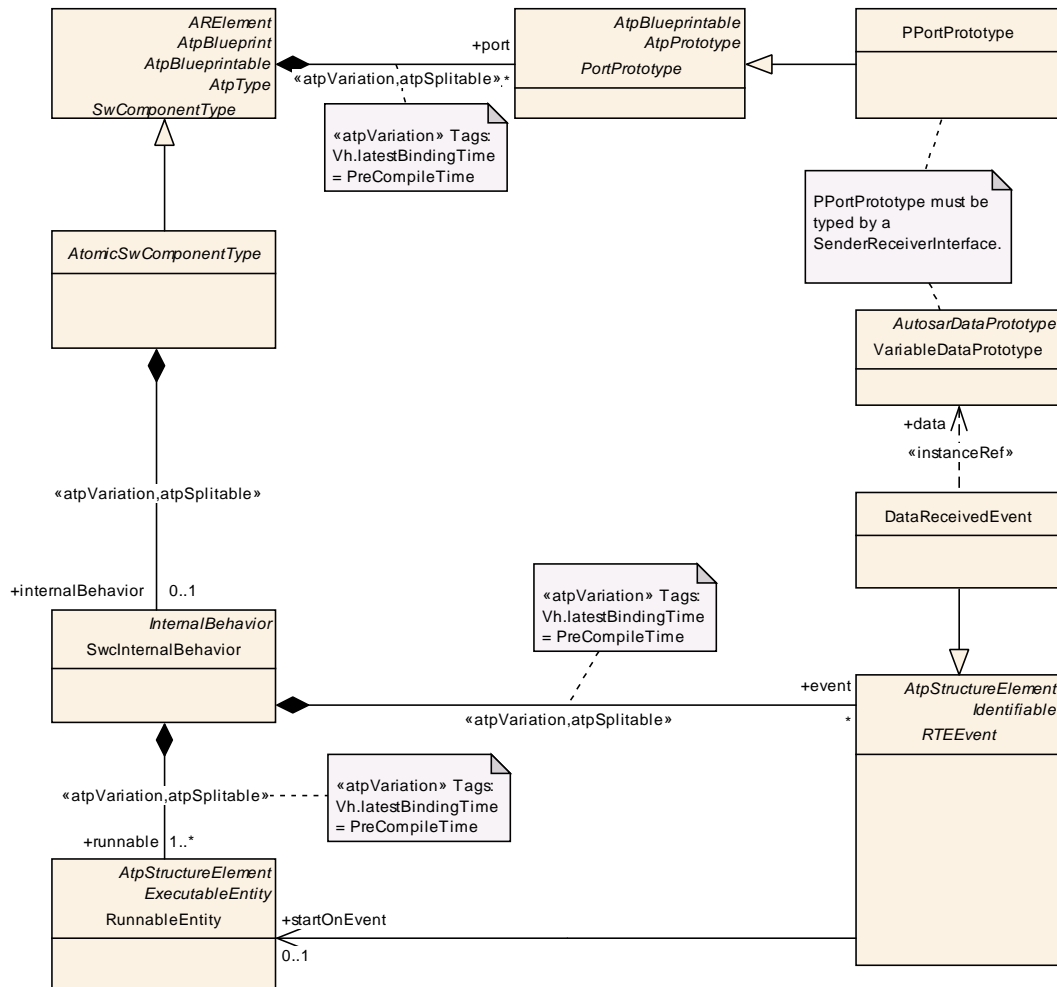 ARElement
AtpBlueprint
AtpBlueprintable
AtpType
SwComponentType
+port
«atpVariation,atpSplitable»
*
AtpBlueprintable
AtpPrototype
PortPrototype
PPortPrototype
«atpVariation» Tags:
Vh.latestBindingTime
= PreCompileTime
PPortPrototype must be
typed by a
SenderReceiverInterface.
AtomicSwComponentType
AutosarDataPrototype
VariableDataPrototype
+data
«instanceRef»
«atpVariation,atpSplitable»
DataReceivedEvent
+internalBehavior
0..1
«atpVariation» Tags:
Vh.latestBindingTime
= PreCompileTime
InternalBehavior
SwcInternalBehavior
+event
«atpVariation,atpSplitable»
*
AtpStructureElement
Identifiable
RTEEvent
«atpVariation,atpSplitable»
«atpVariation» Tags:
Vh.latestBindingTime
= PreCompileTime
+runnable
1..*
AtpStructureElement
ExecutableEntity
RunnableEntity
+startOnEvent
0..1